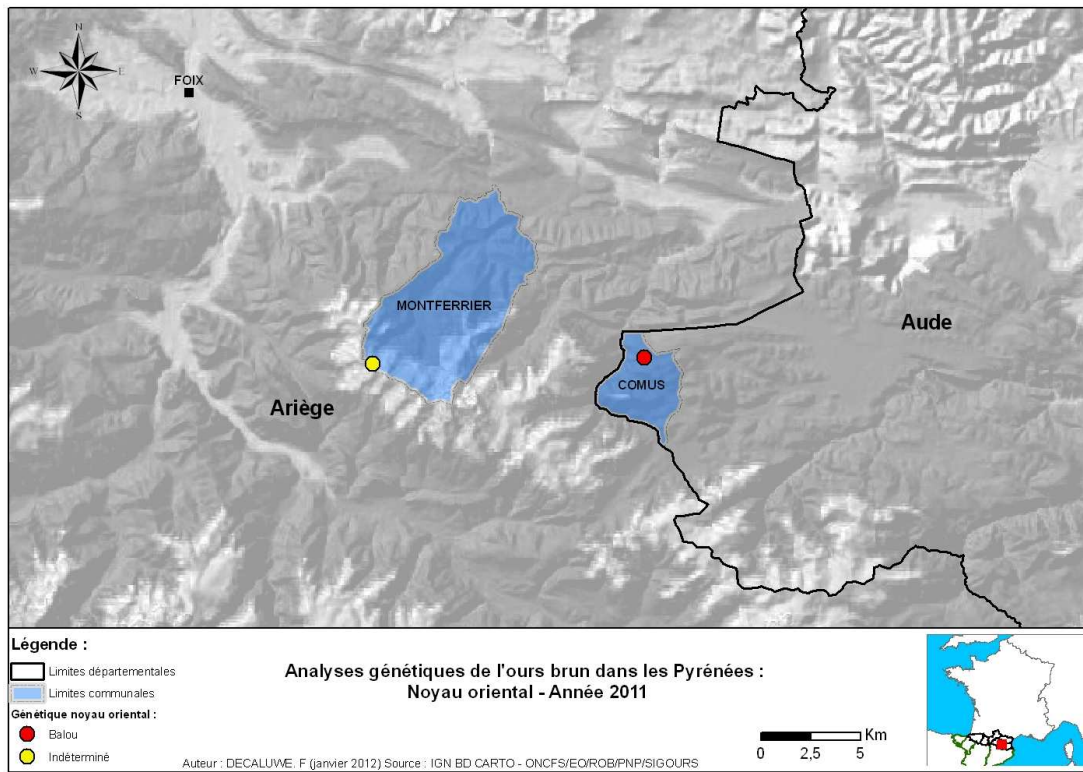 N
W E
S
FOIX
MONTFERRIER
Aude
COMUS
Ariège
Légende :
Limites départementales
Limites communales
Génétique noyau oriental :
Balou
Indéterminé
Analyses génétiques de l'ours brun dans les Pyrénées :
Noyau oriental - Année 2011
Km
0 2,5 5
Auteur : DECALUWE. F (janvier 2012) Source : IGN BD CARTO - ONCFS/EO/ROB/PNP/SIGOURS